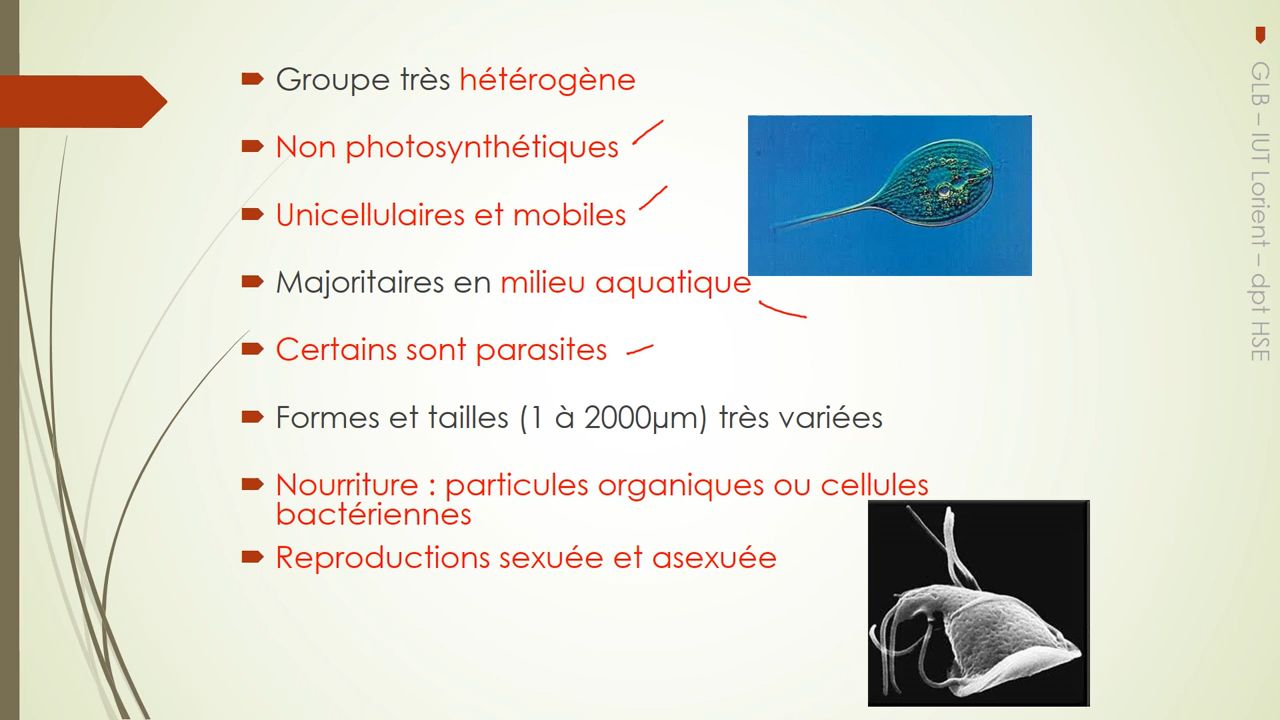 Groupe très hétérogène
Non photosynthétiques
Unicellulaires et mobiles
Majoritaires en milieu aquatique
Certains sont parasites
Formes et tailles (1 à 2000µm) très variées
Nourriture : particules organiques ou cellules
bactériennes
Reproductions sexuée et asexuée
GLB – IUT Lorient – dpt HSE